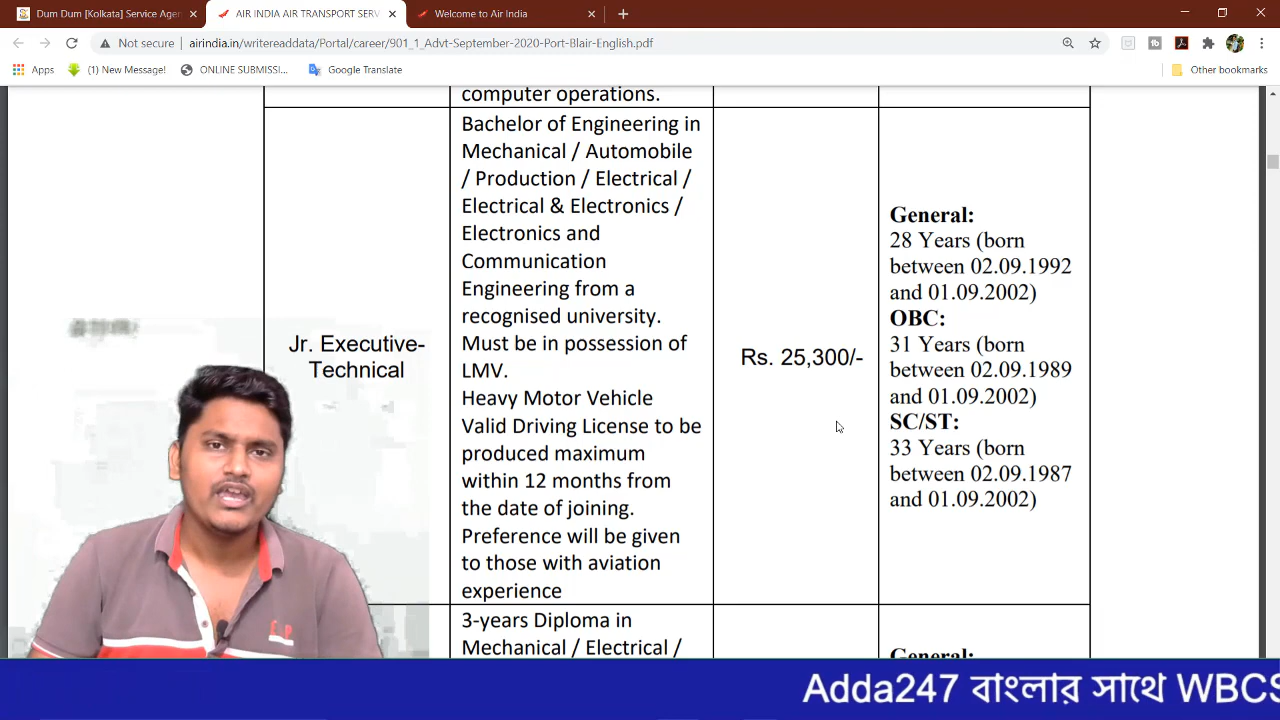 Dum Dum [Kolkata] Service Agen
AIR INDIA AIR TRANSPORT SERV
Welcome to Air India
Not secure
airindia.in/writereaddata/Portal/career/901_1_Advt-September-2020-Port-Blair-English.pdf
Apps
(1) New Message!
ONLINE SUBMISSI...
Google Translate
Other bookmarks
computer operations.
Jr. Executive-
Technical
Bachelor of Engineering in
Mechanical / Automobile
/ Production / Electrical /
Electrical & Electronics /
Electronics and
Communication
Engineering from a
recognised university.
Must be in possession of
LMV.
Heavy Motor Vehicle
Valid Driving License to be
produced maximum
within 12 months from
the date of joining.
Preference will be given
to those with aviation
experience
Rs. 25,300/-
General:
28 Years (born
between 02.09.1992
and 01.09.2002)
OBC:
31 Years (born
between 02.09.1989
and 01.09.2002)
SC/ST:
33 Years (born
between 02.09.1987
and 01.09.2002)
3-years Diploma in
Mechanical / Electrical /
General:
Adda247 বাংলার সাথে WBCS